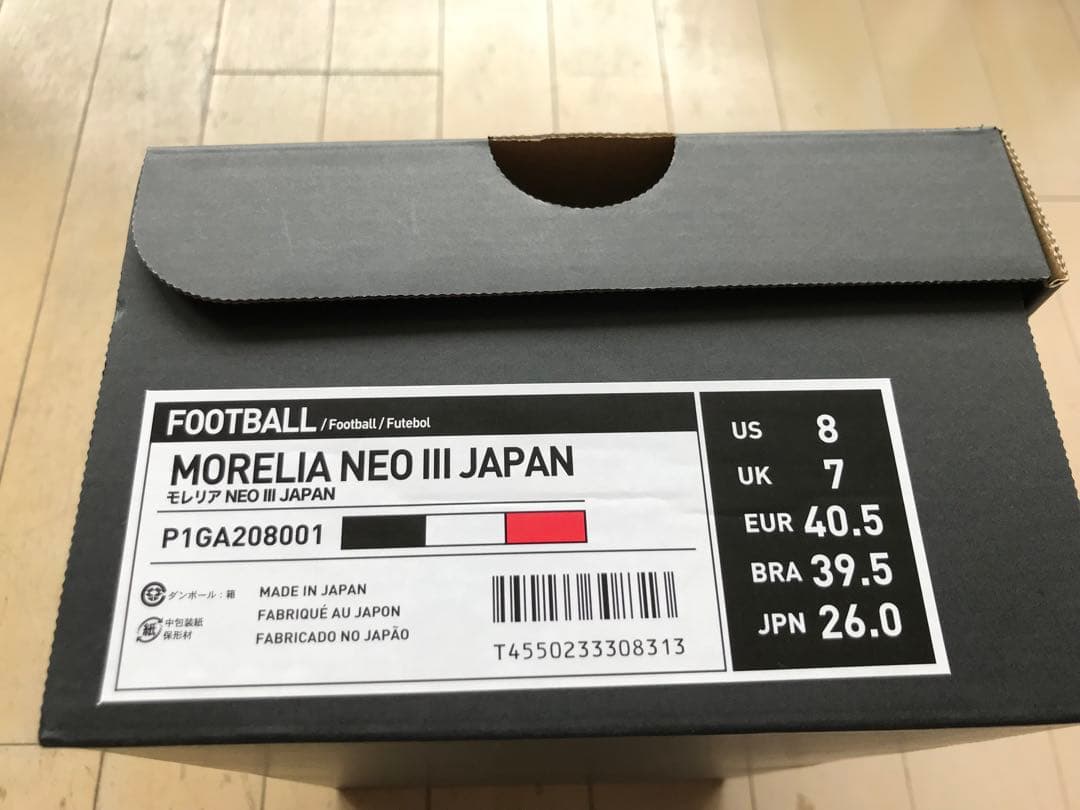 FOOTBALL / Football / Futebol
MORELIA NEO III JAPAN
モレリア NEO III JAPAN
P1GA208001
ダンボール：箱
紙 中包装紙
保形材
MADE IN JAPAN
FABRIQUÉ AU JAPON
FABRICADO NO JAPÃO
T4550233308313
US 8
UK 7
EUR 40.5
BRA 39.5
JPN 26.0